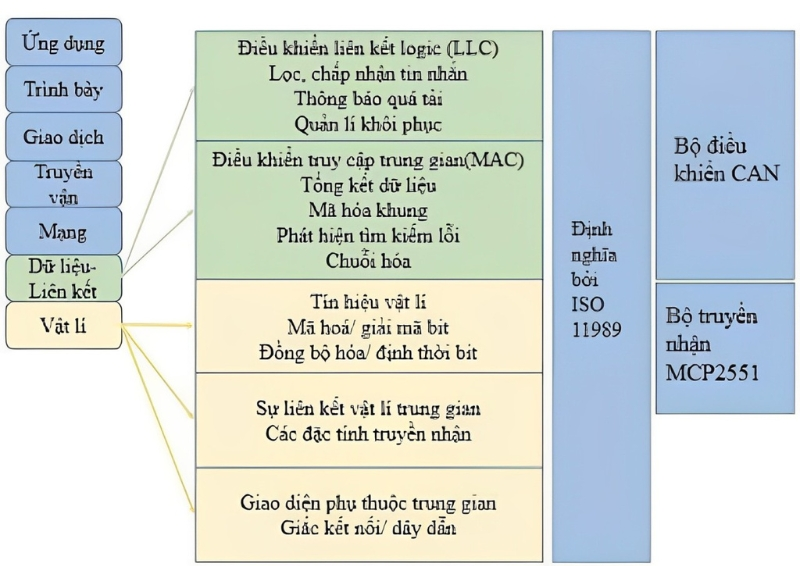 Ứng dụng
Trình bày
Giao dịch
Truyền
vận
Mạng
Dữ liệu-
Liên kết
Vật lí
Điều khiển liên kết logic (LLC)
Lọc, chấp nhận tin nhắn
Thông báo quá tải
Quản lí khôi phục
Điều khiển truy cập trung gian(MAC)
Tổng kết dữ liệu
Mã hóa khung
Phát hiện tìm kiếm lỗi
Chuỗi hóa
Tín hiệu vật lí
Mã hoá/ giải mã bit
Đồng bộ hóa/ định thời bit
Sự liên kết vật lí trung gian
Các đặc tính truyền nhận
Giao diện phụ thuộc trung gian
Giắc kết nối/ dây dẫn
Định
nghĩa
bởi
ISO
11989
Bộ điều
khiển CAN
Bộ truyền
nhận
MCP2551